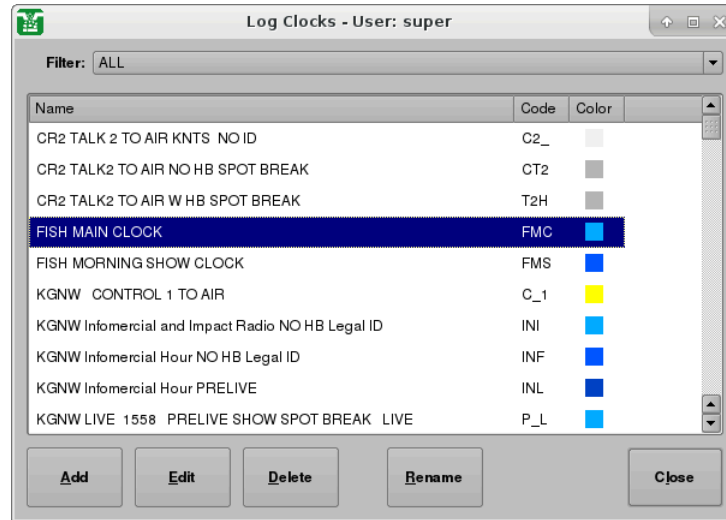 Log Clocks - User: super
Filter: ALL
Name Code Color
CR2 TALK 2 TO AIR KNTS  NO ID C2_
CR2 TALK2 TO AIR NO HB SPOT BREAK CT2
CR2 TALK2 TO AIR W HB SPOT BREAK T2H
FISH MAIN CLOCK FMC
FISH MORNING SHOW CLOCK FMS
KGNW   CONTROL 1 TO AIR C_1
KGNW Infomercial and Impact Radio NO HB Legal ID INI
KGNW Infomercial Hour NO HB Legal ID INF
KGNW Infomercial Hour PRELIVE INL
KGNW LIVE  1558   PRELIVE SHOW SPOT BREAK   LIVE P_L
Add Edit Delete Rename Close